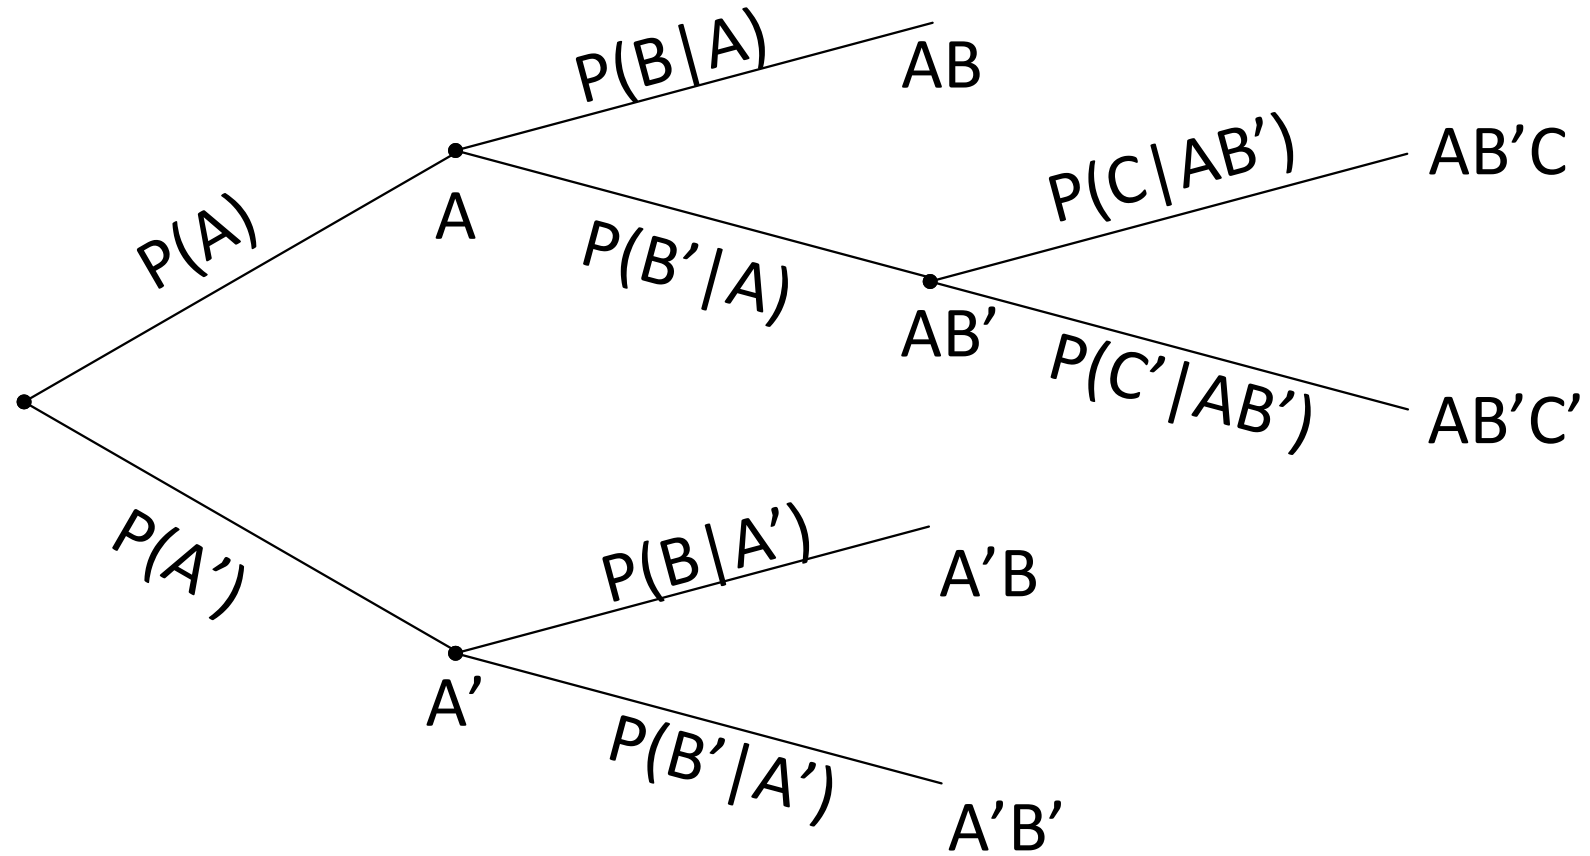 P(B|A)
AB
P(C|AB’)
AB’C
P(A)
A
P(B’|A)
AB’
P(C’|AB’)
AB’C’
P(A’)
P(B|A’)
A’B
A’
P(B’|A’)
A’B’